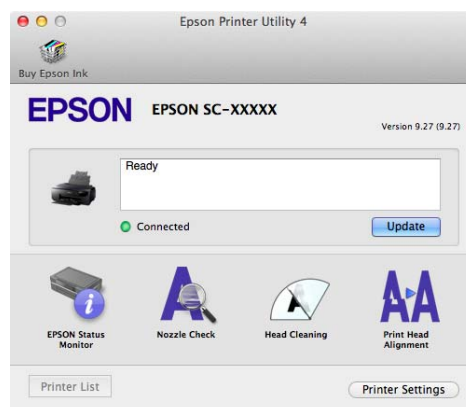 Epson Printer Utility 4
Buy Epson Ink
EPSON EPSON SC-XXXXX
Version 9.27 (9.27)
Ready
Connected
Update
EPSON Status
Monitor
Nozzle Check
Head Cleaning
Print Head
Alignment
Printer List
Printer Settings